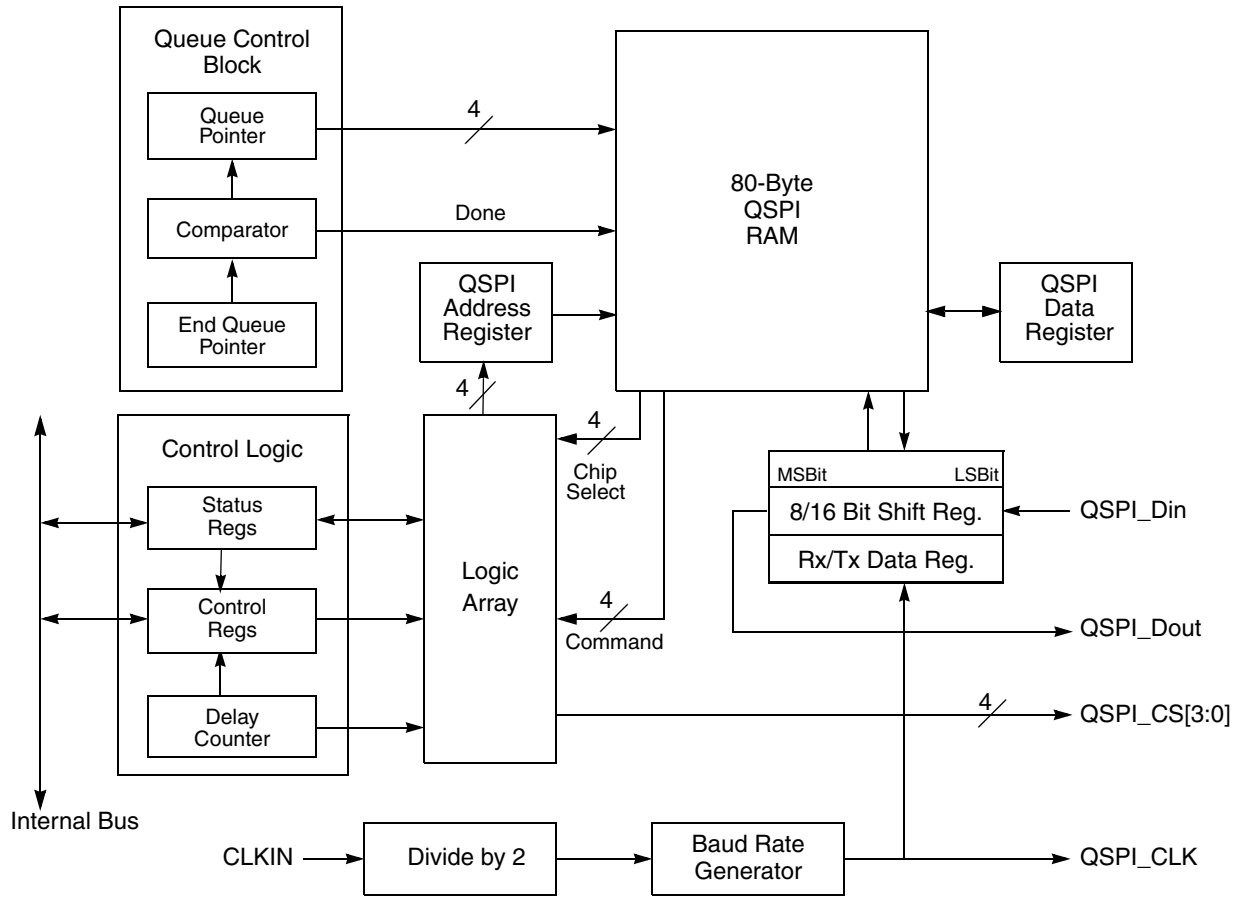 Queue Control
Block
Queue
Pointer
4
Comparator
Done
End Queue
Pointer
80-Byte
QSPI
RAM
QSPI
Address
Register
QSPI
Data
Register
4
4
Chip
Select
Control Logic
Status
Regs
Control
Regs
Delay
Counter
Logic
Array
4
Command
MSBit
LSBit
8/16 Bit Shift Reg.
Rx/Tx Data Reg.
QSPI_Din
QSPI_Dout
4
QSPI_CS[3:0]
Internal Bus
CLKIN
Divide by 2
Baud Rate
Generator
QSPI_CLK